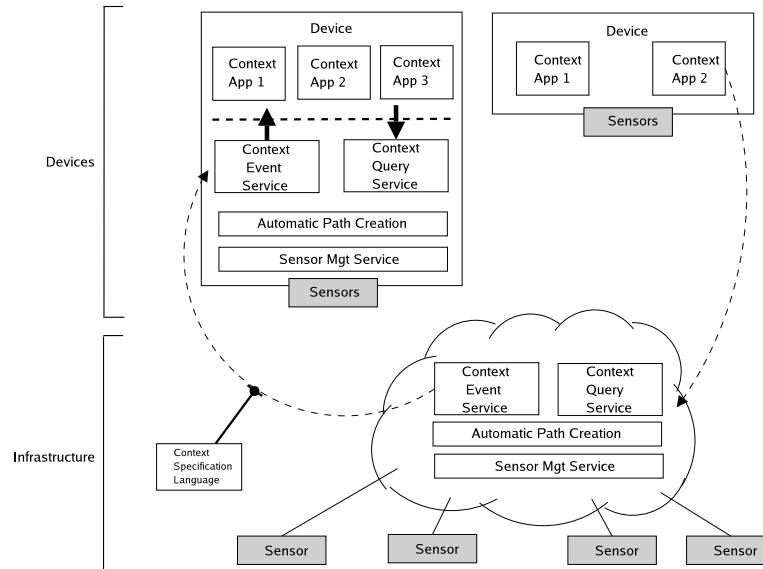 Device
Context
App 1
Context
App 2
Context
App 3
Context
Event
Service
Context
Query
Service
Automatic Path Creation
Sensor Mgt Service
Sensors
Device
Context
App 1
Context
App 2
Sensors
Devices
Infrastructure
Context
Specification
Language
Context
Event
Service
Context
Query
Service
Automatic Path Creation
Sensor Mgt Service
Sensor
Sensor
Sensor
Sensor